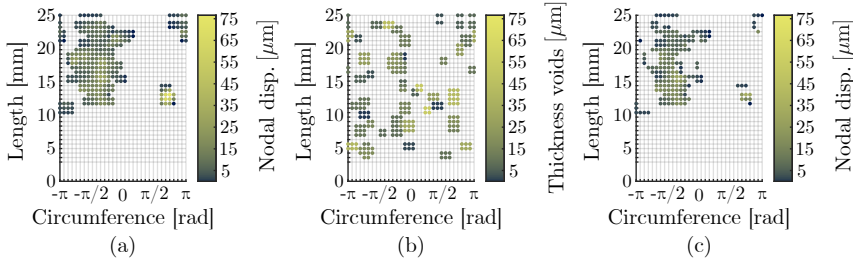 25
20
15
10
5
0
Length [mm]
-π -π/2 0 π/2 π
Circumference [rad]
75
65
55
45
35
25
15
5
Nodal disp. [μm]
(a)
25
20
15
10
5
0
Length [mm]
-π -π/2 0 π/2 π
Circumference [rad]
75
65
55
45
35
25
15
5
Thickness voids [μm]
(b)
25
20
15
10
5
0
Length [mm]
-π -π/2 0 π/2 π
Circumference [rad]
75
65
55
45
35
25
15
5
Nodal disp. [μm]
(c)